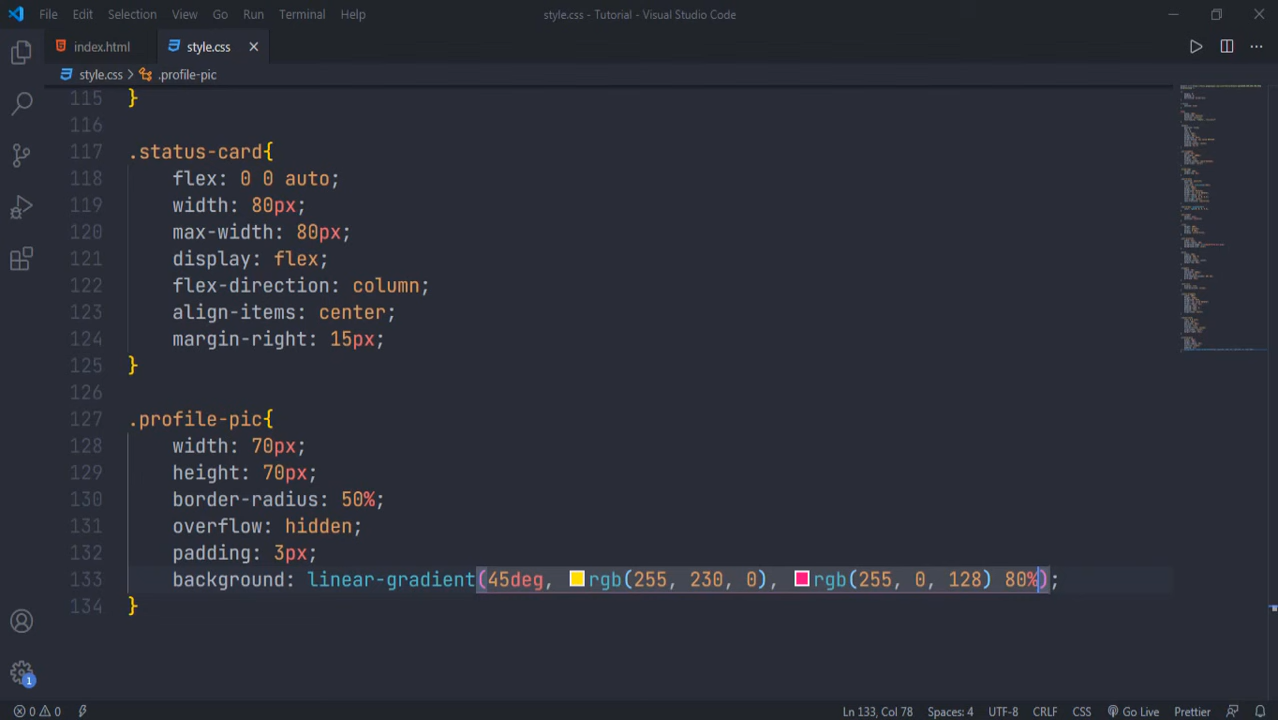 File Edit Selection View Go Run Terminal Help style.css - Tutorial - Visual Studio Code
index.html style.css
style.css > .profile-pic
115 }
116
117 .status-card{
118 flex: 0 0 auto;
119 width: 80px;
120 max-width: 80px;
121 display: flex;
122 flex-direction: column;
123 align-items: center;
124 margin-right: 15px;
125 }
126
127 .profile-pic{
128 width: 70px;
129 height: 70px;
130 border-radius: 50%;
131 overflow: hidden;
132 padding: 3px;
133 background: linear-gradient(45deg, rgb(255, 230, 0), rgb(255, 0, 128) 80%);
134 }
1
0 0 Ln 133, Col 78 Spaces: 4 UTF-8 CRLF CSS Go Live Prettier